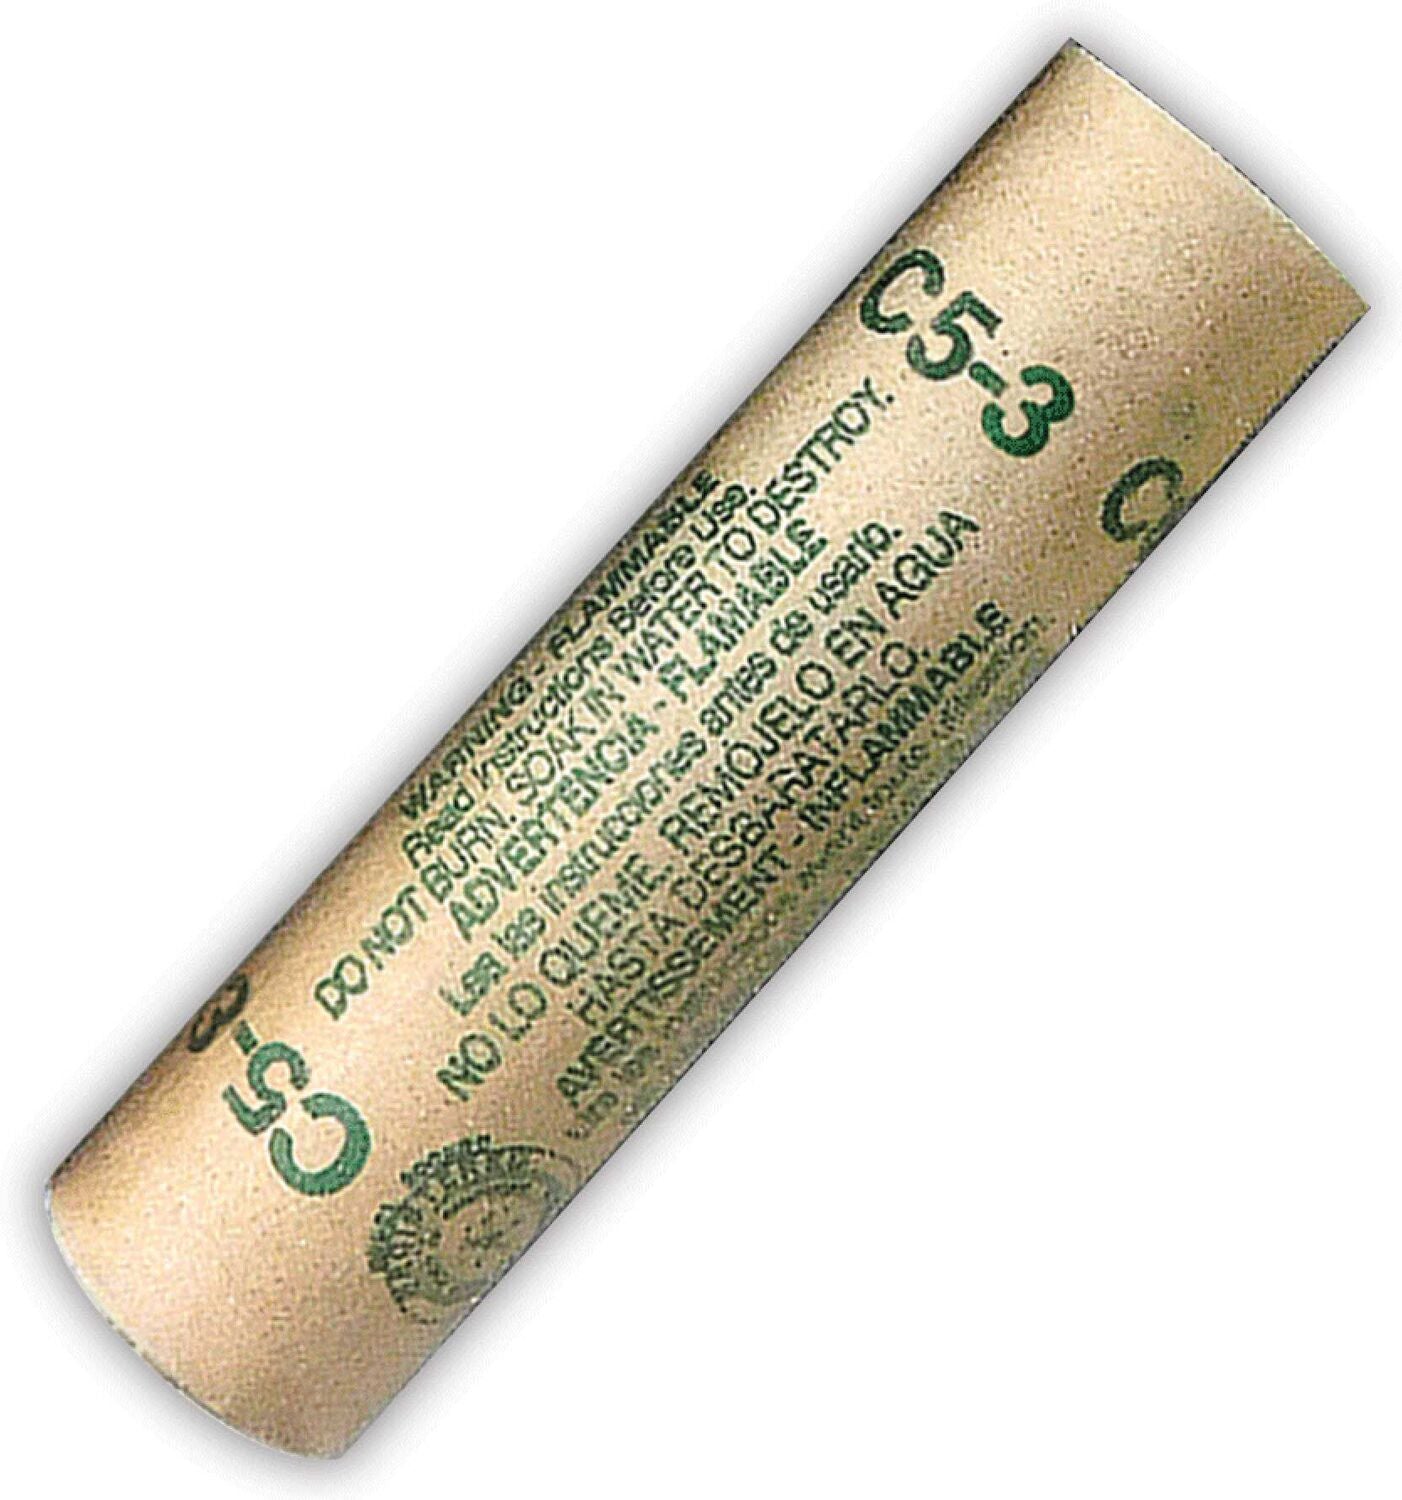 C5-3
C
WARNING - FLAMMABLE
Read Instructions Before Use.
DO NOT BURN. SOAK IN WATER TO DESTROY.
ADVERTENCIA - FLAMABLE
Lea las instrucciones antes de usarlo.
NO LO QUEME. REMOJELO EN AGUA
HASTA DESBARATARLO.
AVERTISSEMENT - INFLAMMABLE
C5-3